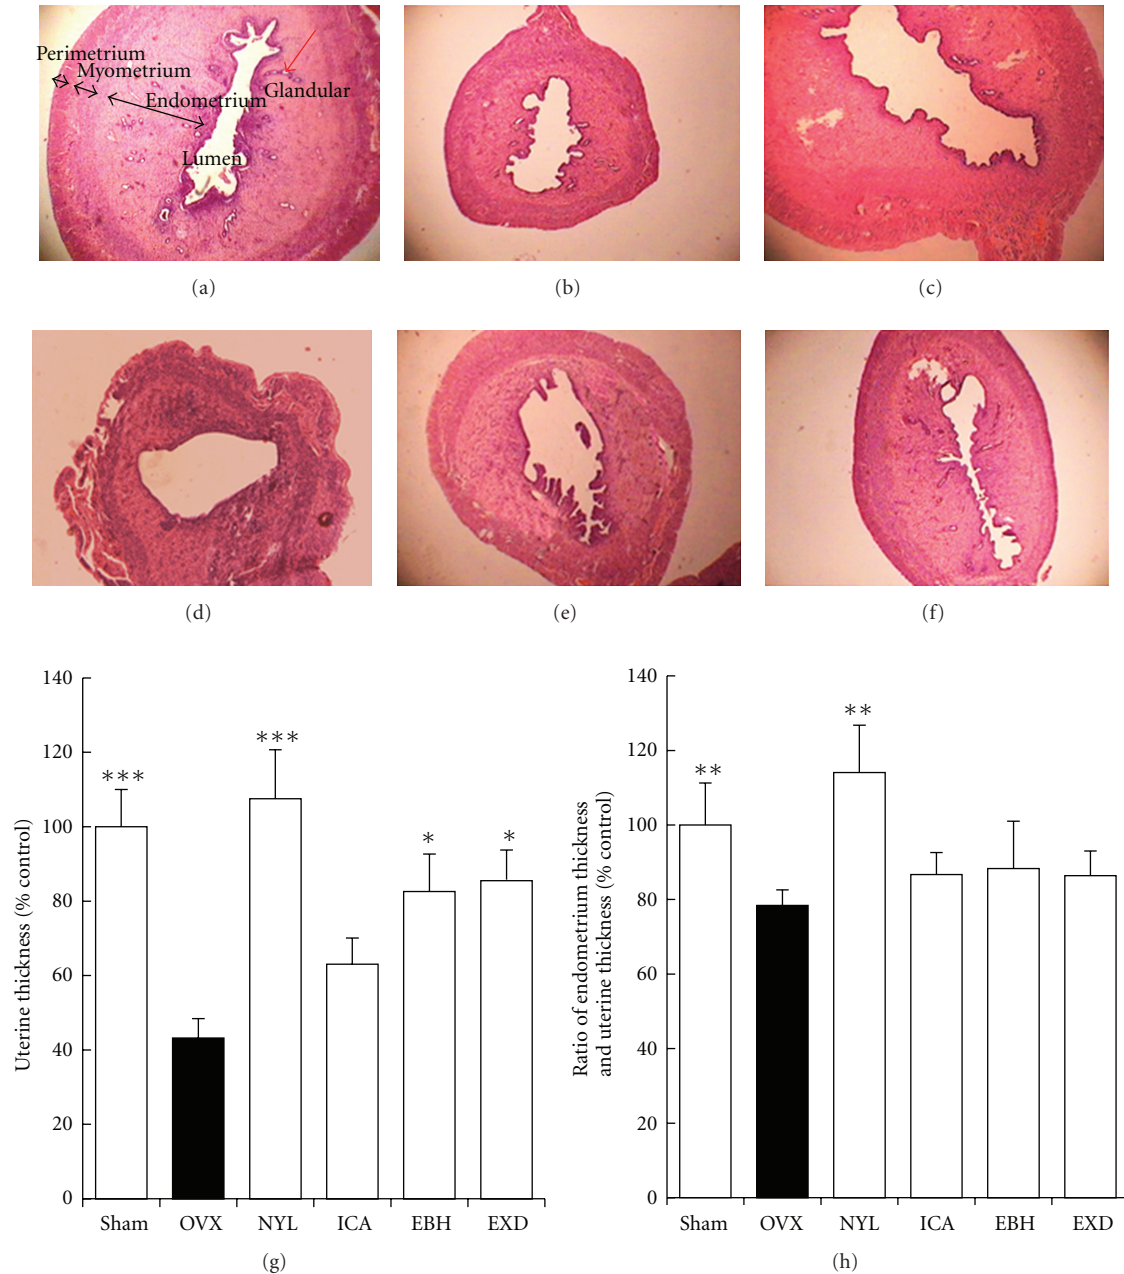 Perimetrium
Myometrium
Endometrium
Glandular
Lumen
(a)
(b)
(c)
(d)
(e)
(f)
140
120
100
80
60
40
20
0
Uterine thickness (% control)
***
***
*
*
Sham OVX NYL ICA EBH EXD
(g)
140
120
100
80
60
40
20
0
Ratio of endometrium thickness
and uterine thickness (% control)
**
**
Sham OVX NYL ICA EBH EXD
(h)